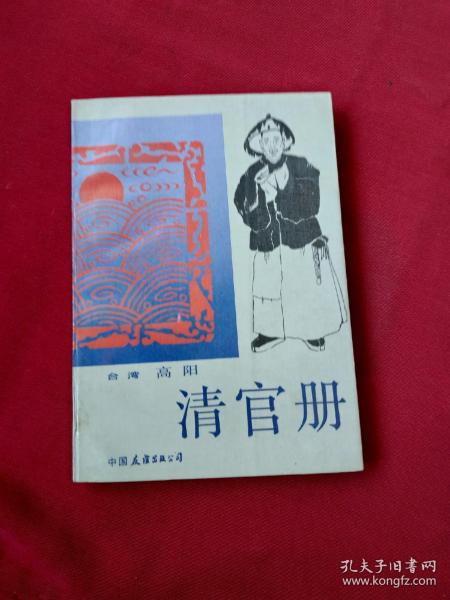 台湾 高阳
清官册
中国友谊出版公司
孔夫子旧书网
www.kongfz.com